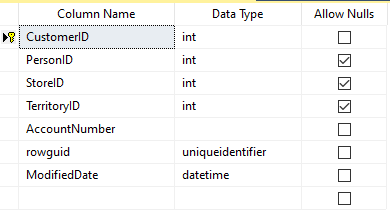 Column Name Data Type Allow Nulls
CustomerID int
PersonID int
StoreID int
TerritoryID int
AccountNumber
rowguid uniqueidentifier
ModifiedDate datetime